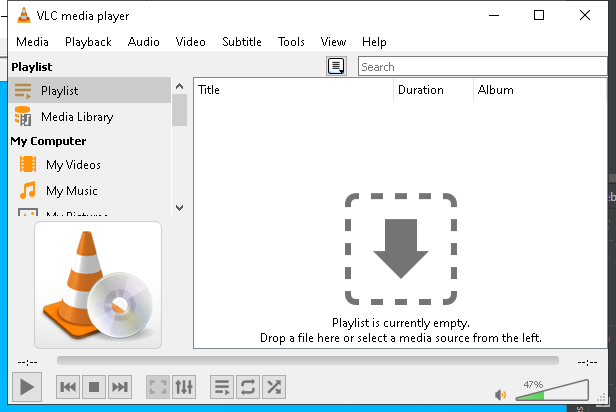 VLC media player
Media Playback Audio Video Subtitle Tools View Help
Playlist
Search
Playlist
Media Library
My Computer
My Videos
My Music
My Pictures
Title Duration Album
Playlist is currently empty.
Drop a file here or select a media source from the left.
--:-- --:--
47%